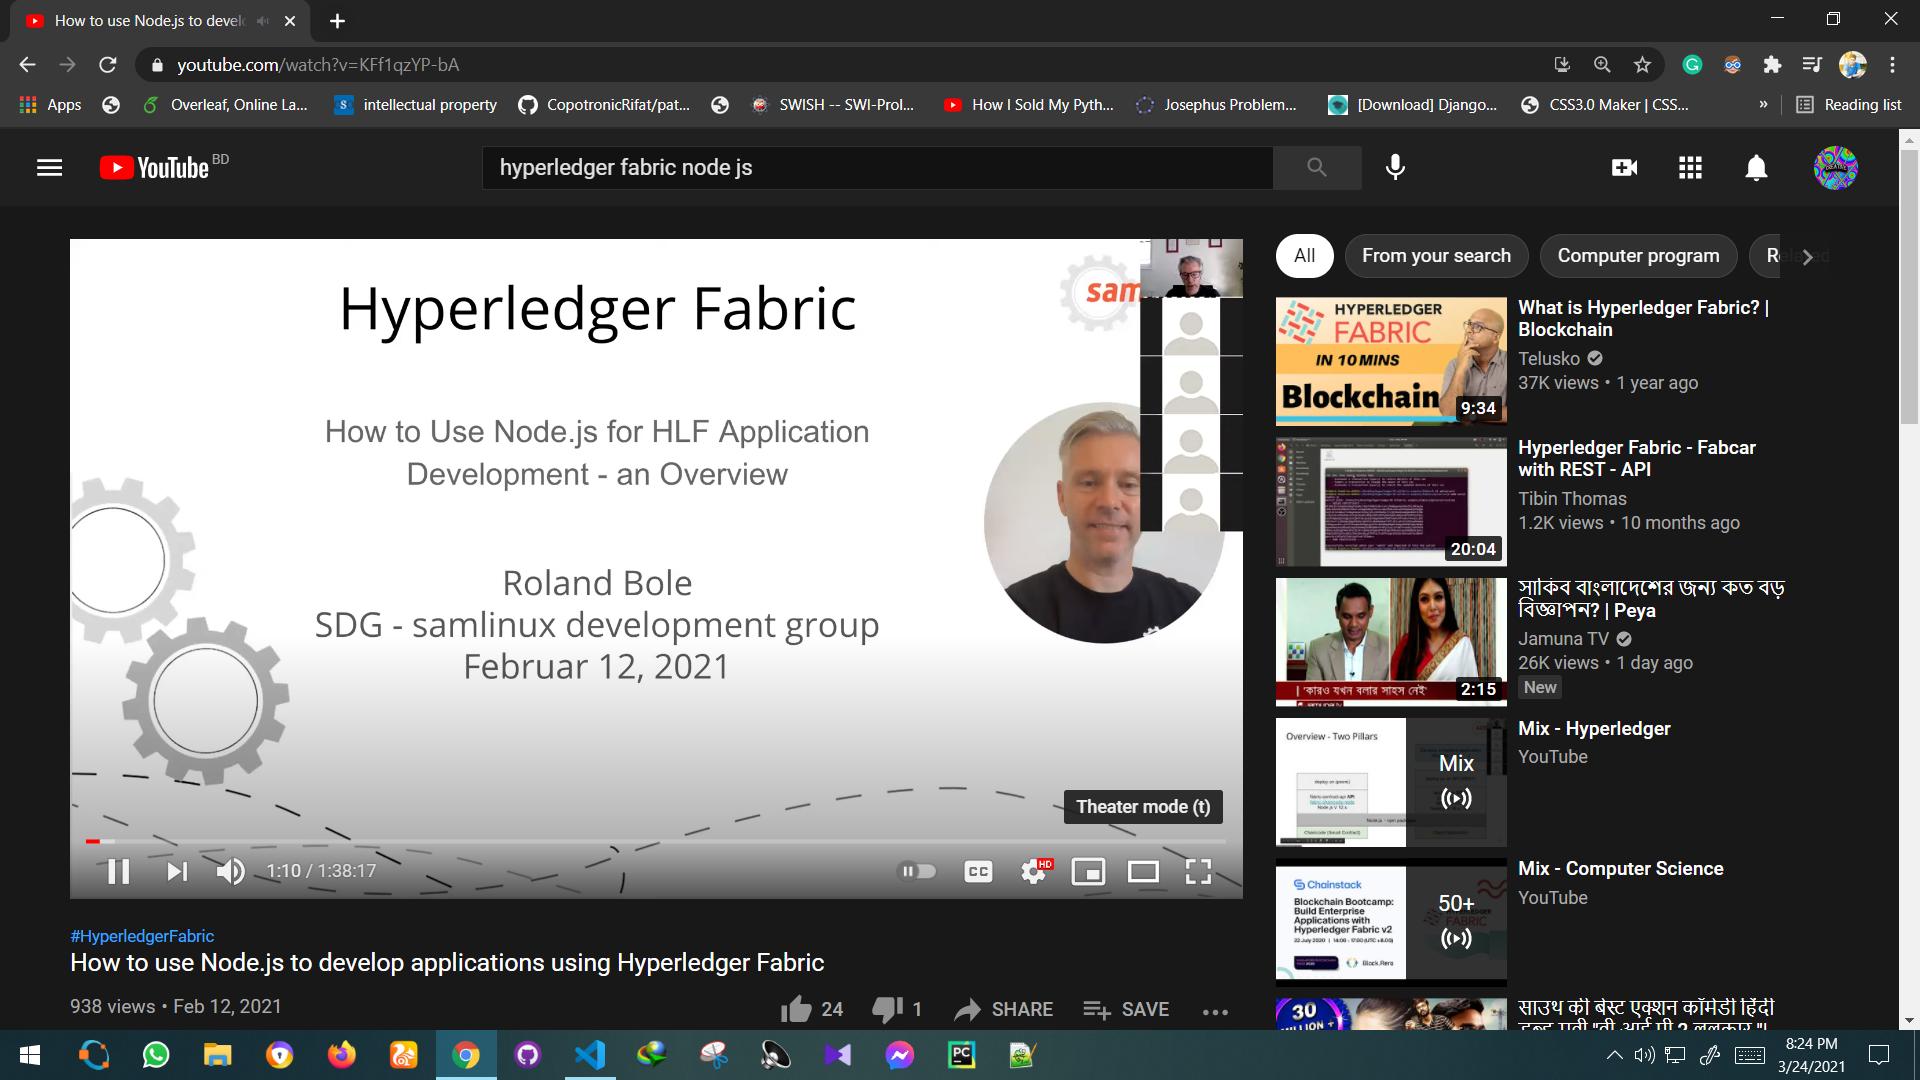 How to use Node.js to devel
youtube.com/watch?v=KFf1qzYP-bA
Apps
Overleaf, Online La...
intellectual property
CopotronicRifat/pat...
SWISH -- SWI-Prol...
How I Sold My Pyth...
Josephus Problem...
[Download] Django...
CSS3.0 Maker | CSS...
»
Reading list
YouTube BD
hyperledger fabric node js
Hyperledger Fabric
sam
How to Use Node.js for HLF Application
Development - an Overview
Roland Bole
SDG - samlinux development group
Februar 12, 2021
Theater mode (t)
1:10 / 1:38:17
CC
HD
#HyperledgerFabric
How to use Node.js to develop applications using Hyperledger Fabric
938 views • Feb 12, 2021
24
1
SHARE
SAVE
All
From your search
Computer program
Related
HYPERLEDGER
FABRIC
IN 10 MINS
Blockchain
9:34
What is Hyperledger Fabric? |
Blockchain
Telusko
37K views • 1 year ago
20:04
Hyperledger Fabric - Fabcar
with REST - API
Tibin Thomas
1.2K views • 10 months ago
'কারও যখন বলার সাহস নেই'
2:15
সাকিব বাংলাদেশের জন্য কত বড়
বিজ্ঞাপন? | Peya
Jamuna TV
26K views • 1 day ago
New
Overview - Two Pillars
Mix
Mix - Hyperledger
YouTube
Chainstack
Blockchain Bootcamp:
Build Enterprise
Applications with
Hyperledger Fabric v2
50+
Mix - Computer Science
YouTube
30
MILLION +
साउथ की बेस्ट एक्शन कॉमेडी हिंदी
8:24 PM
3/24/2021